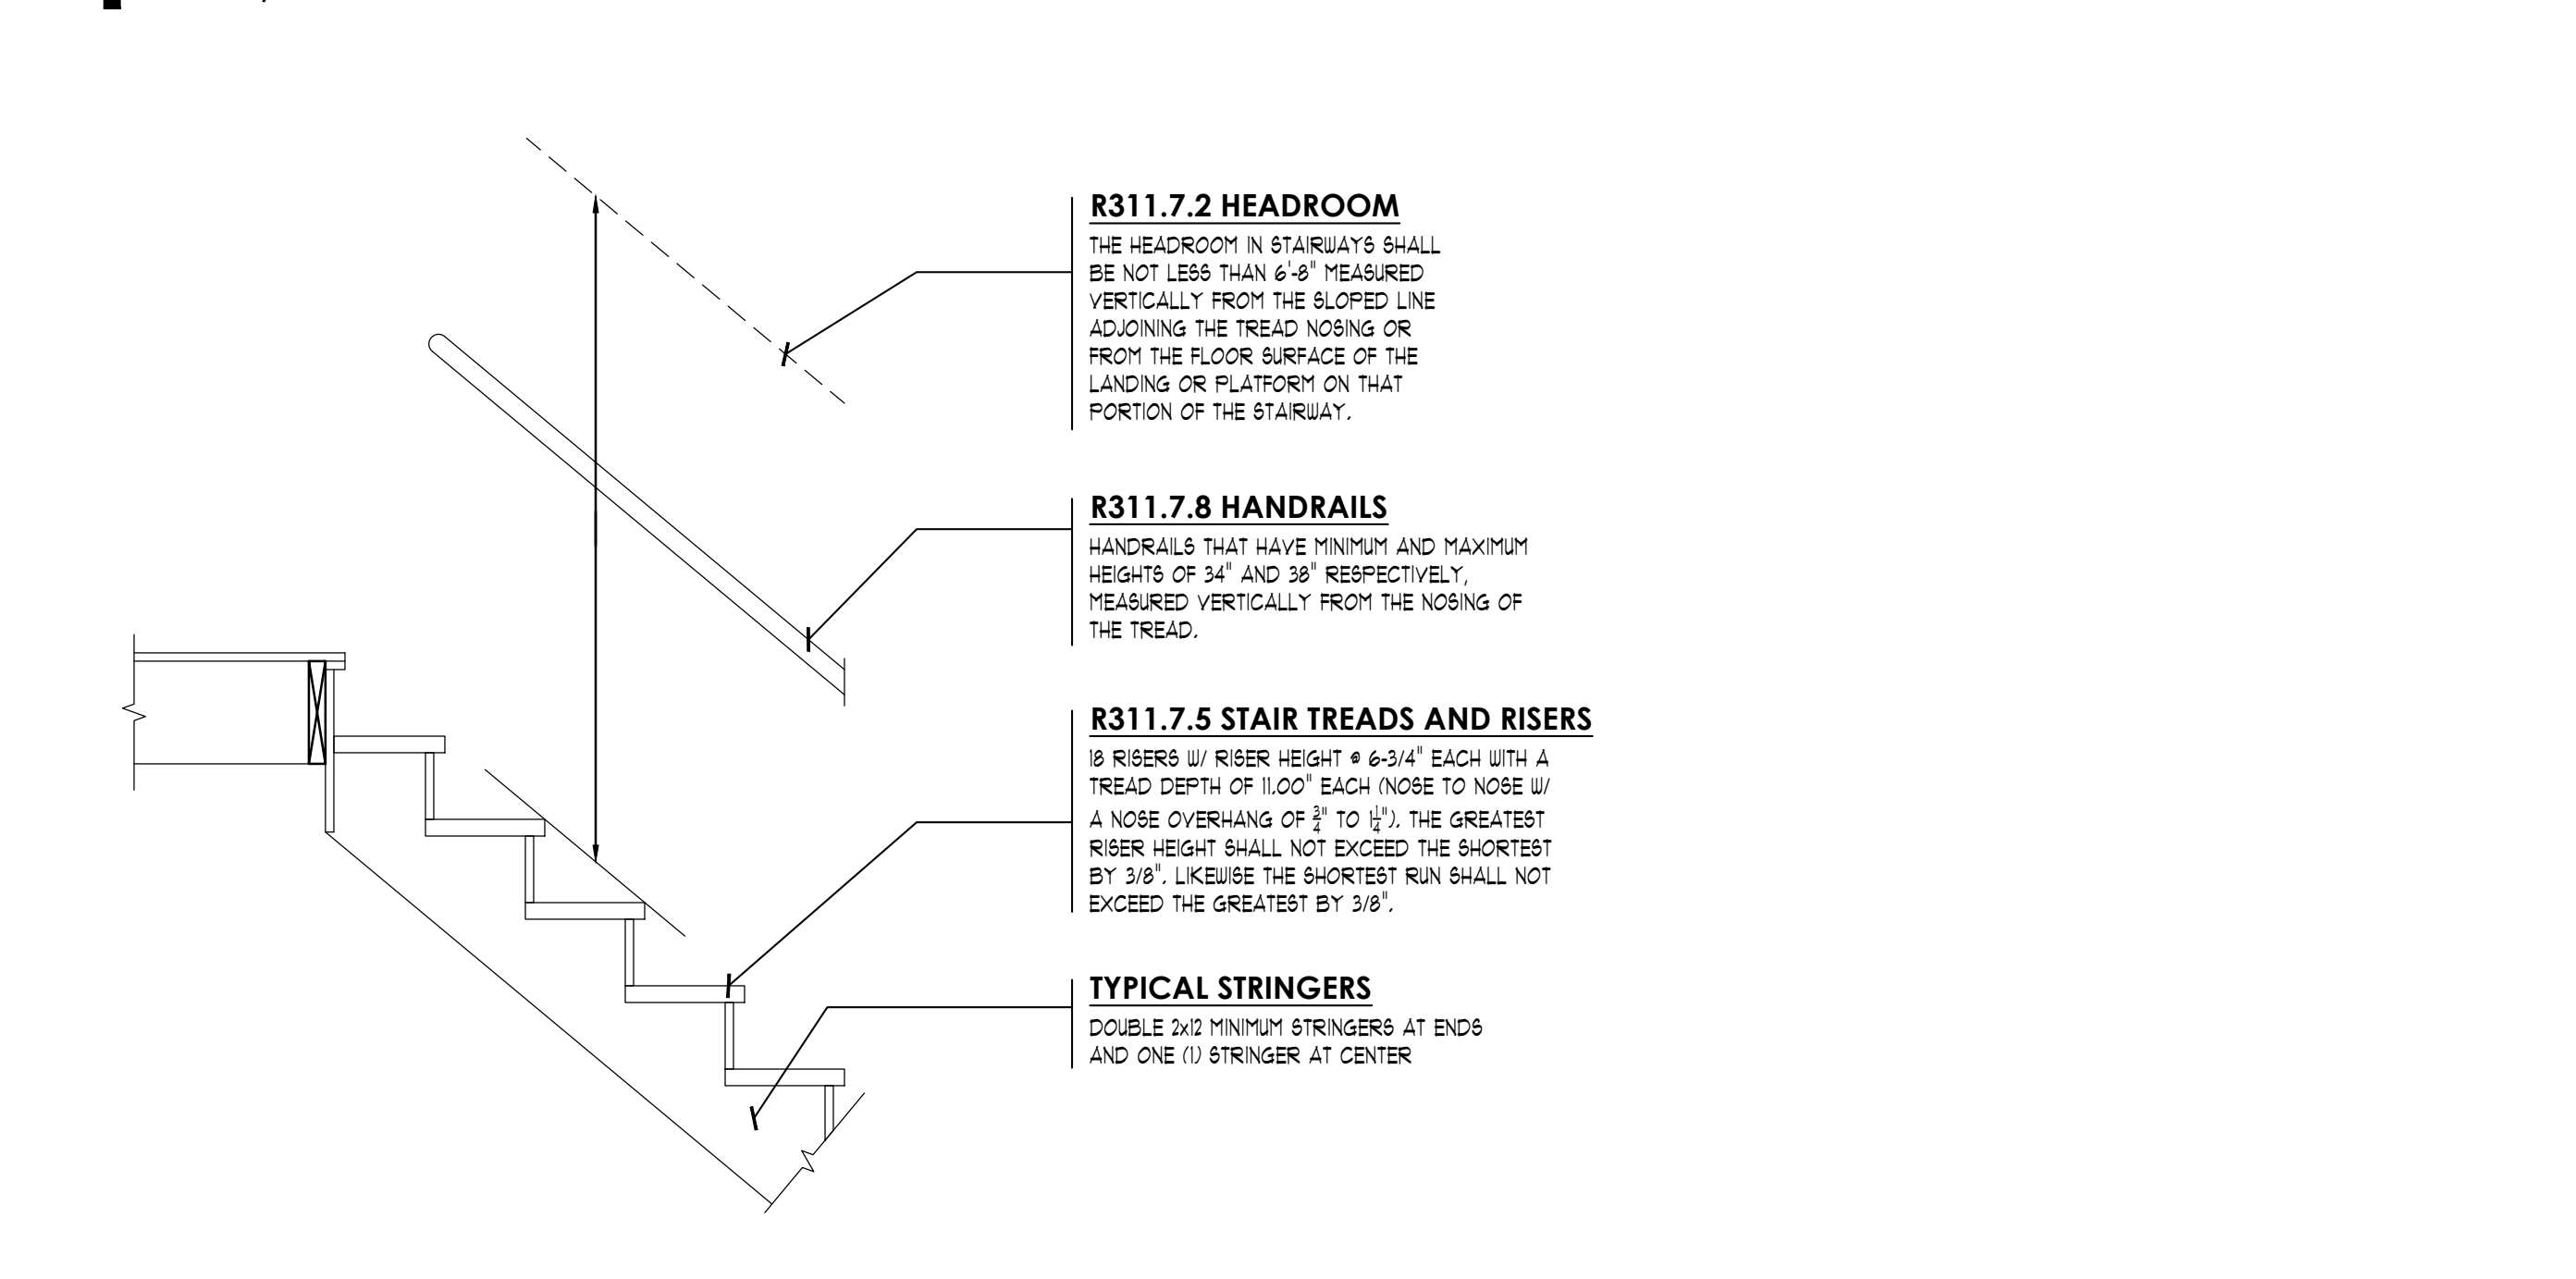 R311.7.2 HEADROOM
THE HEADROOM IN STAIRWAYS SHALL
BE NOT LESS THAN 6'-8" MEASURED
VERTICALLY FROM THE SLOPED LINE
ADJOINING THE TREAD NOSING OR
FROM THE FLOOR SURFACE OF THE
LANDING OR PLATFORM ON THAT
PORTION OF THE STAIRWAY.
R311.7.8 HANDRAILS
HANDRAILS THAT HAVE MINIMUM AND MAXIMUM
HEIGHTS OF 34" AND 38" RESPECTIVELY,
MEASURED VERTICALLY FROM THE NOSING OF
THE TREAD.
R311.7.5 STAIR TREADS AND RISERS
18 RISERS W/ RISER HEIGHT @ 6-3/4" EACH WITH A
TREAD DEPTH OF 11.00" EACH (NOSE TO NOSE W/
A NOSE OVERHANG OF 3/4" TO 1 1/4"). THE GREATEST
RISER HEIGHT SHALL NOT EXCEED THE SHORTEST
BY 3/8". LIKEWISE THE SHORTEST RUN SHALL NOT
EXCEED THE GREATEST BY 3/8".
TYPICAL STRINGERS
DOUBLE 2x12 MINIMUM STRINGERS AT ENDS
AND ONE (1) STRINGER AT CENTER